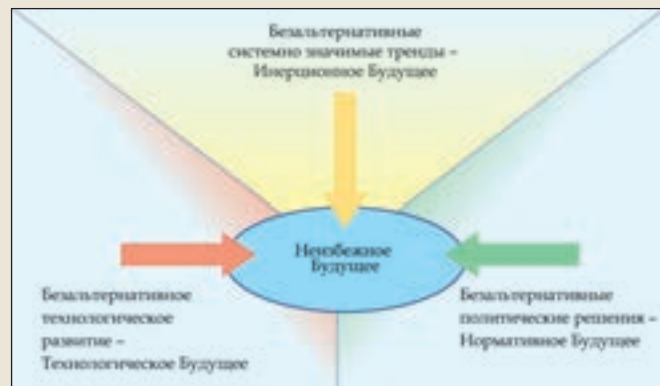 Безальтернативные
системно значимые тренды –
Инерционное Будущее
Неизбежное
Будущее
Безальтернативное
технологическое
развитие –
Технологическое Будущее
Безальтернативные
политические решения –
Нормативное Будущее